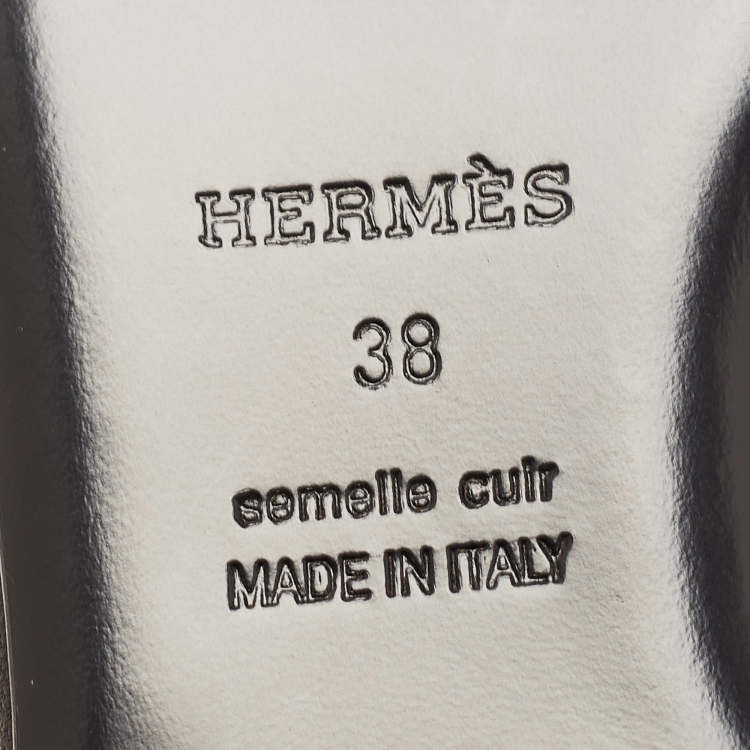 HERMÈS
38
semelle cuir
MADE IN ITALY